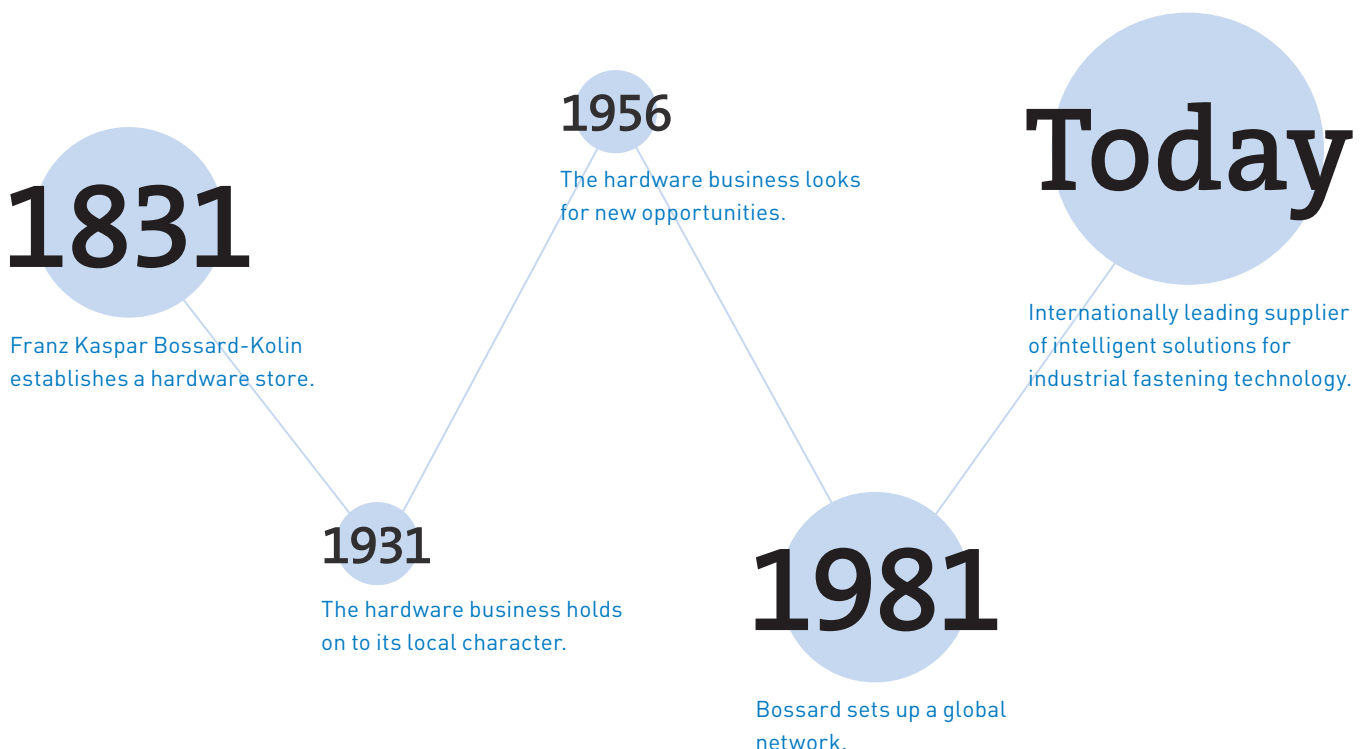 1831
Franz Kaspar Bossard-Kolin
establishes a hardware store.
1931
The hardware business holds
on to its local character.
1956
The hardware business looks
for new opportunities.
1981
Bossard sets up a global
network.
Today
Internationally leading supplier
of intelligent solutions for
industrial fastening technology.